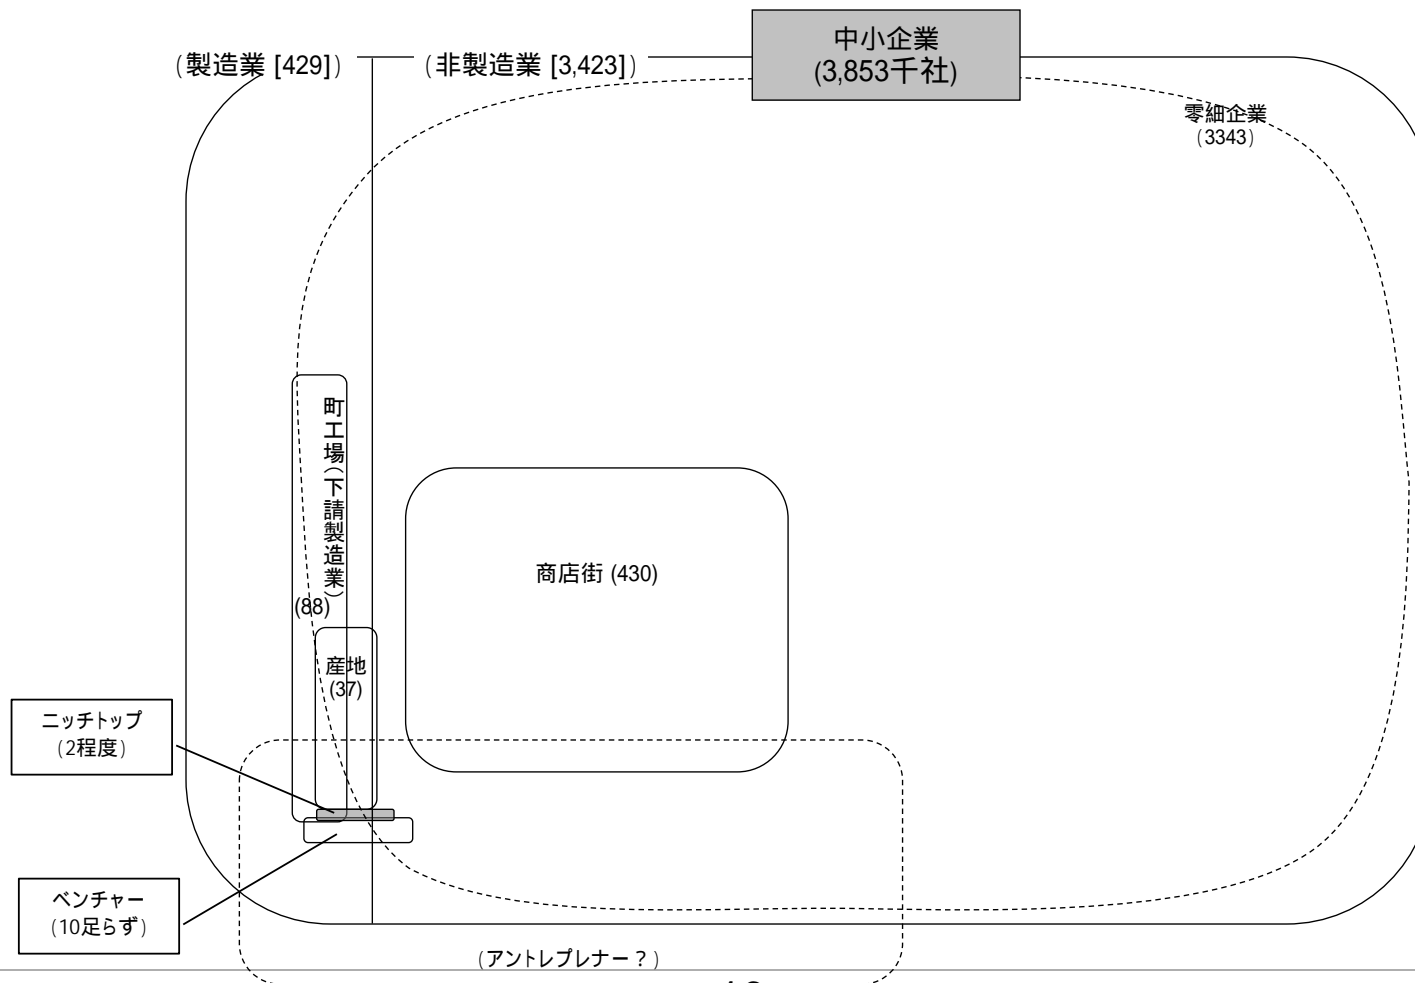 中小企業
(3,853千社)
(製造業 [429])
(非製造業 [3,423])
零細企業
(3343)
町工場(下請製造業)
(88)
商店街 (430)
産地
(37)
ニッチトップ
(2程度)
ベンチャー
(10足らず)
(アントレプレナー？)